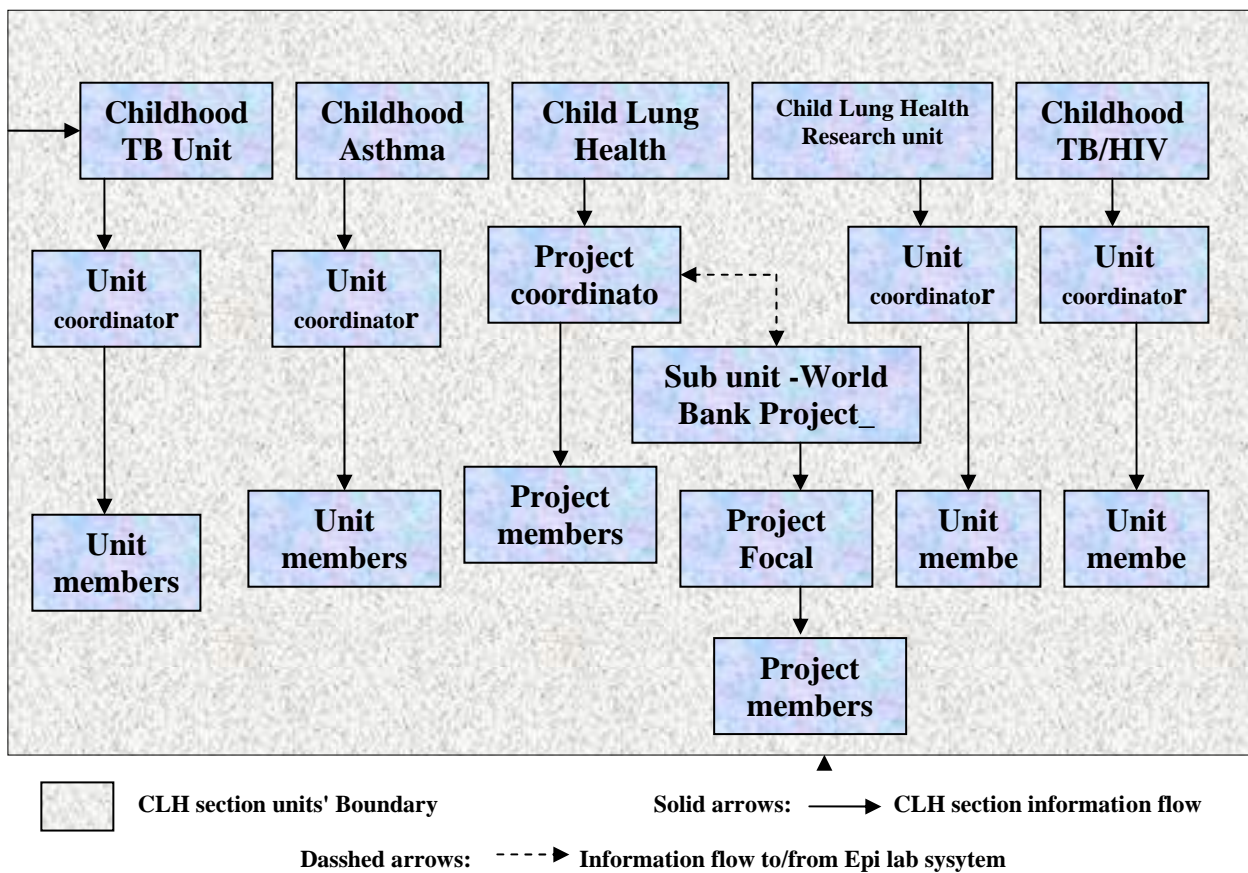 Childhood
TB Unit
Childhood
Asthma
Child Lung
Health
Child Lung Health
Research unit
Childhood
TB/HIV
Unit
coordinator
Unit
coordinator
Project
coordinato
Unit
coordinator
Unit
coordinator
Sub unit -World
Bank Project_
Unit
members
Unit
members
Project
members
Project
Focal
Unit
membe
Unit
membe
Project
members
CLH section units' Boundary
Solid arrows:
CLH section information flow
Dasshed arrows:
Information flow to/from Epi lab sysytem